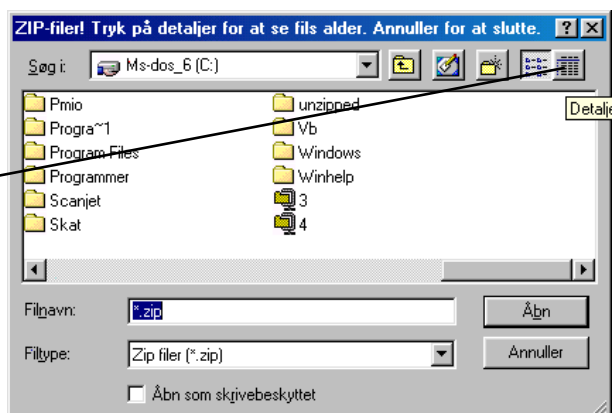 ZIP-filer! Tryk på detaljer for at se fils alder. Annuller for at slutte.
Søg i: Ms-dos_6 (C:)
Detalje
Pmio
Progra~1
Program Files
Programmer
Scanjet
Skat
unzipped
Vb
Windows
Winhelp
3
4
Filnavn: *.zip Åbn
Filtype: Zip filer (*.zip) Annuller
Åbn som skrivebeskyttet